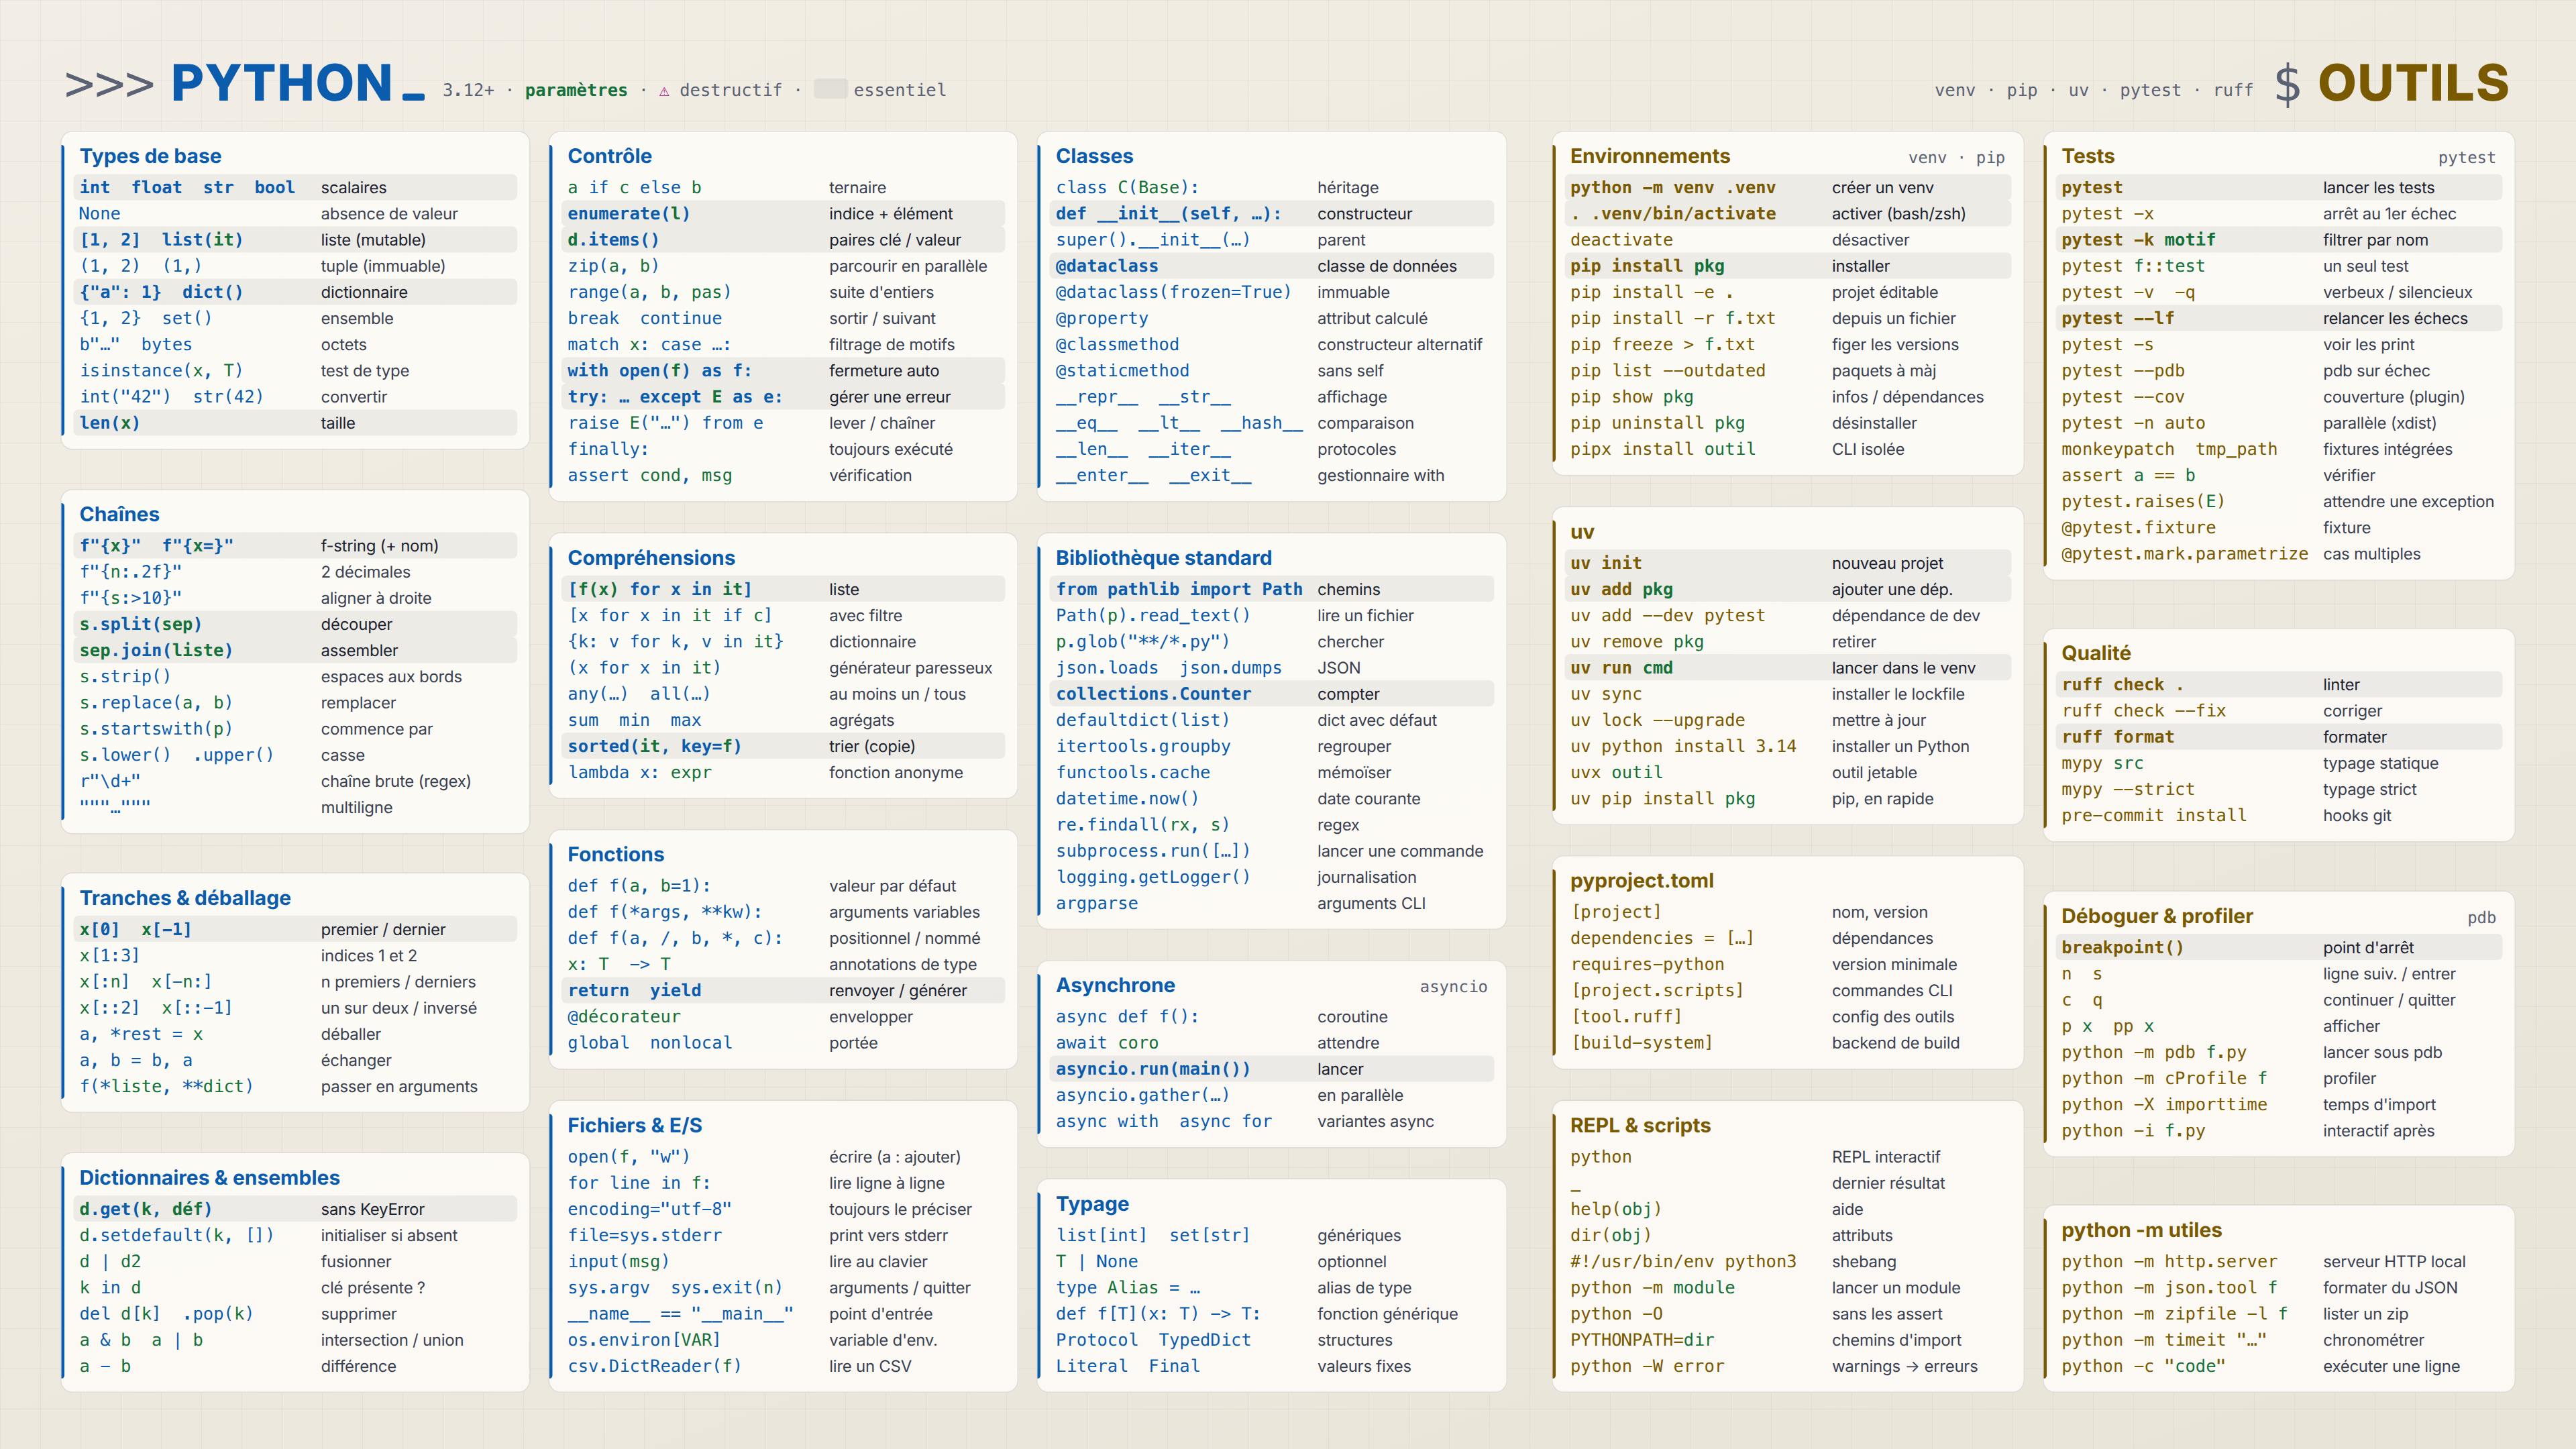 >>> PYTHON_ 3.12+ · paramètres · ⚠ destructif · essentiel
venv · pip · uv · pytest · ruff $ OUTILS
Types de base
int float str bool scalaires
None absence de valeur
[1, 2] list(it) liste (mutable)
(1, 2) (1,) tuple (immuable)
{"a": 1} dict() dictionnaire
{1, 2} set() ensemble
b"…" bytes octets
isinstance(x, T) test de type
int("42") str(42) convertir
len(x) taille
Chaînes
f"{x}" f"{x=}" f-string (+ nom)
f"{n:.2f}" 2 décimales
f"{s:>10}" aligner à droite
s.split(sep) découper
sep.join(liste) assembler
s.strip() espaces aux bords
s.replace(a, b) remplacer
s.startswith(p) commence par
s.lower() .upper() casse
r"\d+" chaîne brute (regex)
"""…""" multiligne
Tranches & déballage
x[0] x[-1] premier / dernier
x[1:3] indices 1 et 2
x[:n] x[-n:] n premiers / derniers
x[::2] x[::-1] un sur deux / inversé
a, *rest = x déballer
a, b = b, a échanger
f(*liste, **dict) passer en arguments
Dictionnaires & ensembles
d.get(k, déf) sans KeyError
d.setdefault(k, []) initialiser si absent
d | d2 fusionner
k in d clé présente ?
del d[k] .pop(k) supprimer
a & b a | b intersection / union
a - b différence
Contrôle
a if c else b ternaire
enumerate(l) indice + élément
d.items() paires clé / valeur
zip(a, b) parcourir en parallèle
range(a, b, pas) suite d'entiers
break continue sortir / suivant
match x: case …: filtrage de motifs
with open(f) as f: fermeture auto
try: … except E as e: gérer une erreur
raise E("…") from e lever / chaîner
finally: toujours exécuté
assert cond, msg vérification
Compréhensions
[f(x) for x in it] liste
[x for x in it if c] avec filtre
{k: v for k, v in it} dictionnaire
(x for x in it) générateur paresseux
any(…) all(…) au moins un / tous
sum min max agrégats
sorted(it, key=f) trier (copie)
lambda x: expr fonction anonyme
Fonctions
def f(a, b=1): valeur par défaut
def f(*args, **kw): arguments variables
def f(a, /, b, *, c): positionnel / nommé
x: T -> T annotations de type
return yield renvoyer / générer
@décorateur envelopper
global nonlocal portée
Fichiers & E/S
open(f, "w") écrire (a : ajouter)
for line in f: lire ligne à ligne
encoding="utf-8" toujours le préciser
file=sys.stderr print vers stderr
input(msg) lire au clavier
sys.argv sys.exit(n) arguments / quitter
__name__ == "__main__" point d'entrée
os.environ[VAR] variable d'env.
csv.DictReader(f) lire un CSV
Classes
class C(Base): héritage
def __init__(self, …): constructeur
super().__init__(…) parent
@dataclass classe de données
@dataclass(frozen=True) immuable
@property attribut calculé
@classmethod constructeur alternatif
@staticmethod sans self
__repr__ __str__ affichage
__eq__ __lt__ __hash__ comparaison
__len__ __iter__ protocoles
__enter__ __exit__ gestionnaire with
Bibliothèque standard
from pathlib import Path chemins
Path(p).read_text() lire un fichier
p.glob("**/*.py") chercher
json.loads json.dumps JSON
collections.Counter compter
defaultdict(list) dict avec défaut
itertools.groupby regrouper
functools.cache mémoïser
datetime.now() date courante
re.findall(rx, s) regex
subprocess.run([…]) lancer une commande
logging.getLogger() journalisation
argparse arguments CLI
Asynchrone asyncio
async def f(): coroutine
await coro attendre
asyncio.run(main()) lancer
asyncio.gather(…) en parallèle
async with async for variantes async
Typage
list[int] set[str] génériques
T | None optionnel
type Alias = … alias de type
def f[T](x: T) -> T: fonction générique
Protocol TypedDict structures
Literal Final valeurs fixes
Environnements venv · pip
python -m venv .venv créer un venv
. .venv/bin/activate activer (bash/zsh)
deactivate désactiver
pip install pkg installer
pip install -e . projet éditable
pip install -r f.txt depuis un fichier
pip freeze > f.txt figer les versions
pip list --outdated paquets à màj
pip show pkg infos / dépendances
pip uninstall pkg désinstaller
pipx install outil CLI isolée
uv
uv init nouveau projet
uv add pkg ajouter une dép.
uv add --dev pytest dépendance de dev
uv remove pkg retirer
uv run cmd lancer dans le venv
uv sync installer le lockfile
uv lock --upgrade mettre à jour
uv python install 3.14 installer un Python
uvx outil outil jetable
uv pip install pkg pip, en rapide
pyproject.toml
[project] nom, version
dependencies = […] dépendances
requires-python version minimale
[project.scripts] commandes CLI
[tool.ruff] config des outils
[build-system] backend de build
REPL & scripts
python REPL interactif
_ dernier résultat
help(obj) aide
dir(obj) attributs
#!/usr/bin/env python3 shebang
python -m module lancer un module
python -O sans les assert
PYTHONPATH=dir chemins d'import
python -W error warnings → erreurs
Tests pytest
pytest lancer les tests
pytest -x arrêt au 1er échec
pytest -k motif filtrer par nom
pytest f::test un seul test
pytest -v -q verbeux / silencieux
pytest --lf relancer les échecs
pytest -s voir les print
pytest --pdb pdb sur échec
pytest --cov couverture (plugin)
pytest -n auto parallèle (xdist)
monkeypatch tmp_path fixtures intégrées
assert a == b vérifier
pytest.raises(E) attendre une exception
@pytest.fixture fixture
@pytest.mark.parametrize cas multiples
Qualité
ruff check . linter
ruff check --fix corriger
ruff format formater
mypy src typage statique
mypy --strict typage strict
pre-commit install hooks git
Déboguer & profiler pdb
breakpoint() point d'arrêt
n s ligne suiv. / entrer
c q continuer / quitter
p x pp x afficher
python -m pdb f.py lancer sous pdb
python -m cProfile f profiler
python -X importtime temps d'import
python -i f.py interactif après
python -m utiles
python -m http.server serveur HTTP local
python -m json.tool f formater du JSON
python -m zipfile -l f lister un zip
python -m timeit "…" chronométrer
python -c "code" exécuter une ligne